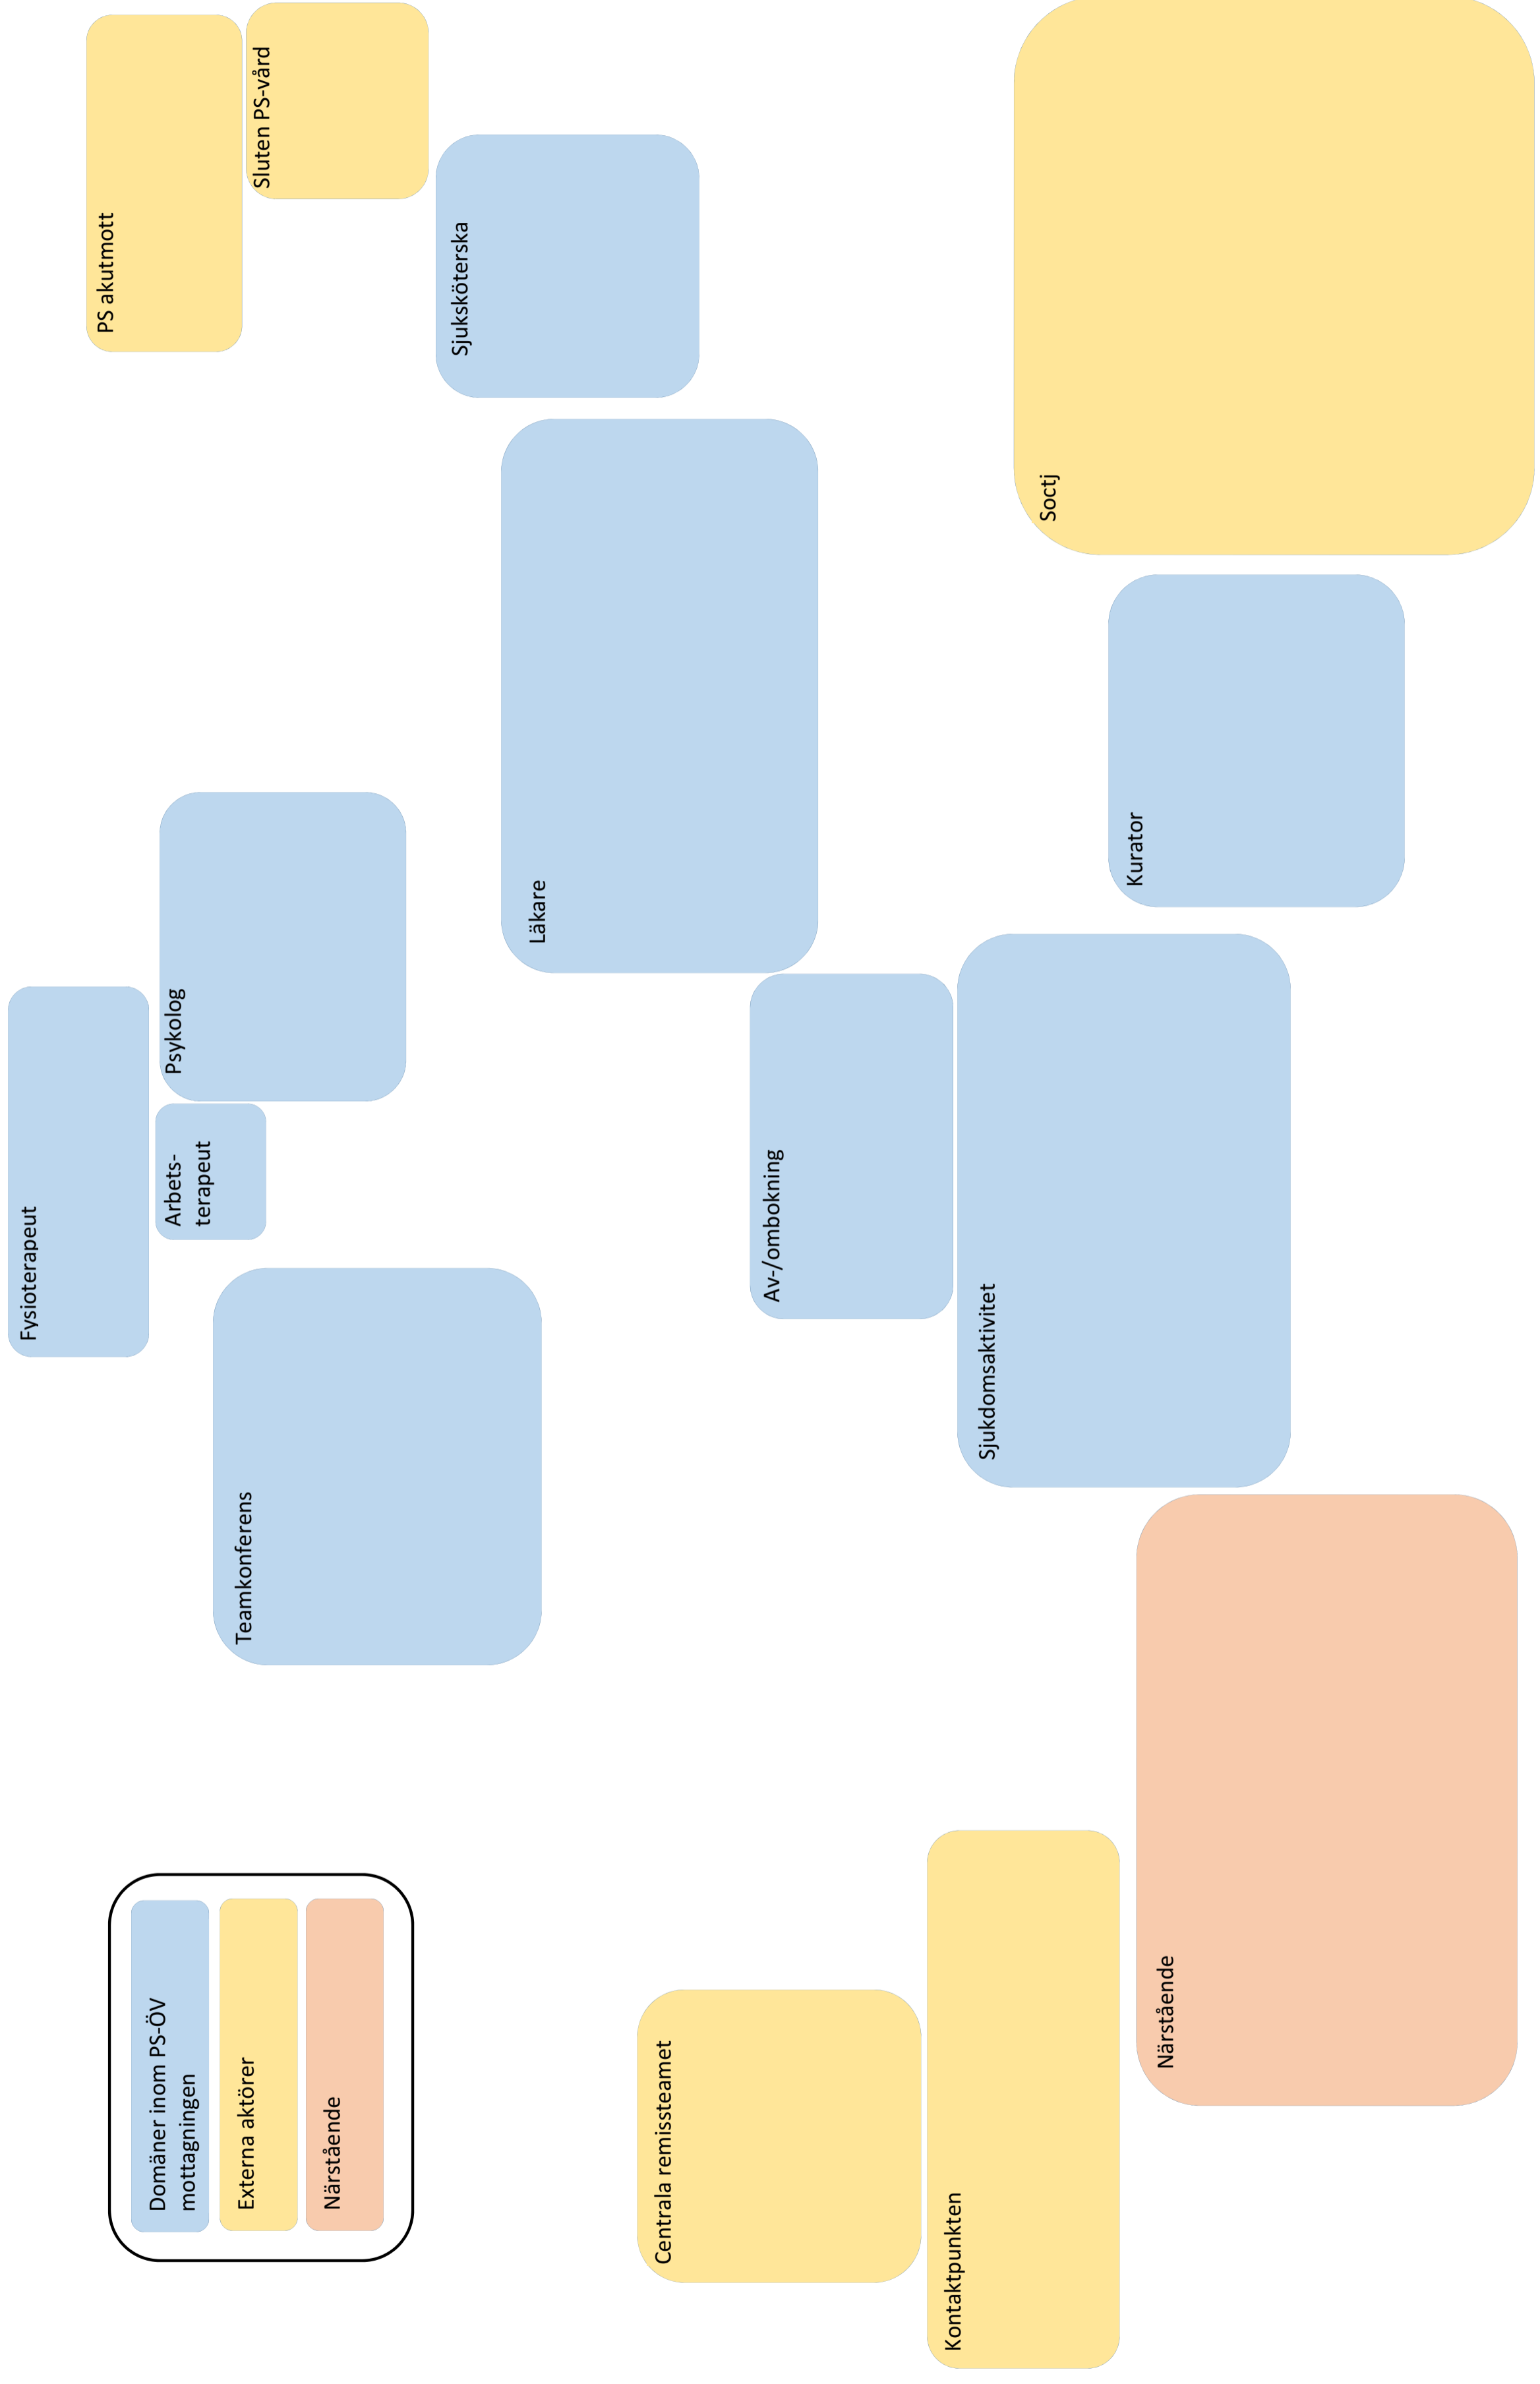 Domäner inom PS-ÖV
mottagningen
Externa aktörer
Närstående
Fysioterapeut
PS akutmott
Arbets-
terapeut
Psykolog
Teamkonferens
Sluten PS-vård
Sjuksköterska
Läkare
Centrala remissteamet
Av-/ombokning
Kontaktpunkten
Sjukdomsaktivitet
Soctj
Kurator
Närstående